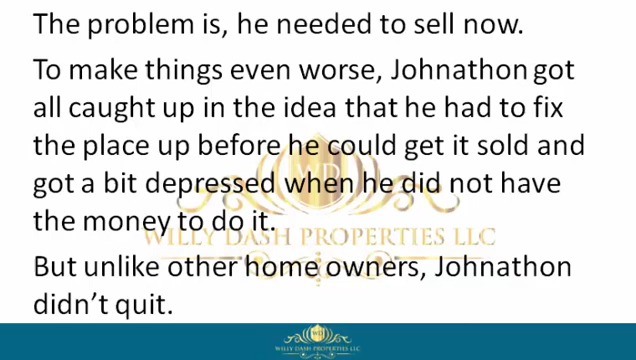 The problem is, he needed to sell now.
To make things even worse, Johnathon got
all caught up in the idea that he had to fix
the place up before he could get it sold and
got a bit depressed when he did not have
the money to do it.
WILLY DASH PROPERTIES LLC
But unlike other home owners, Johnathon
didn’t quit.
WILLY DASH PROPERTIES LLC